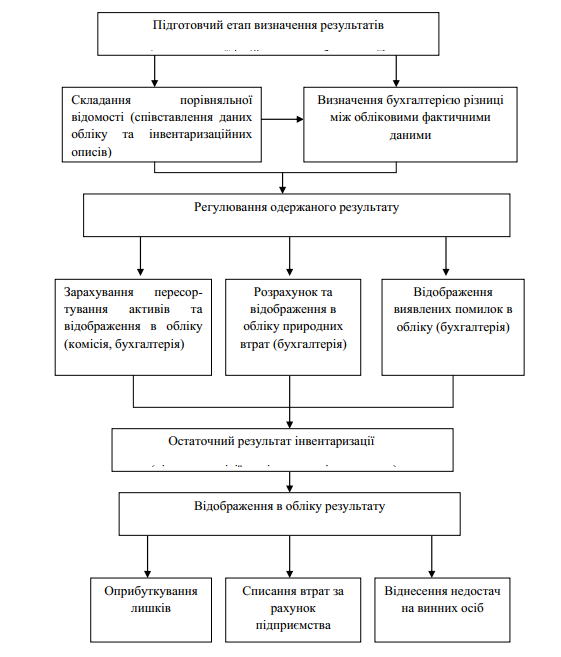 Підготовчий етап визначення результатів
Складання порівняльної
відомості (співставлення даних
обліку та інвентаризаційних
описів)
Визначення бухгалтерією різниці
між обліковими фактичними
даними
Регулювання одержаного результату
Зарахування пересор-
тування активів та
відображення в обліку
(комісія, бухгалтерія)
Розрахунок та
відображення в
обліку природних
втрат (бухгалтерія)
Відображення
виявлених помилок в
обліку (бухгалтерія)
Остаточний результат інвентаризації
Відображення в обліку результату
Оприбуткування
лишків
Списання втрат за
рахунок
підприємства
Віднесення недостач
на винних осіб